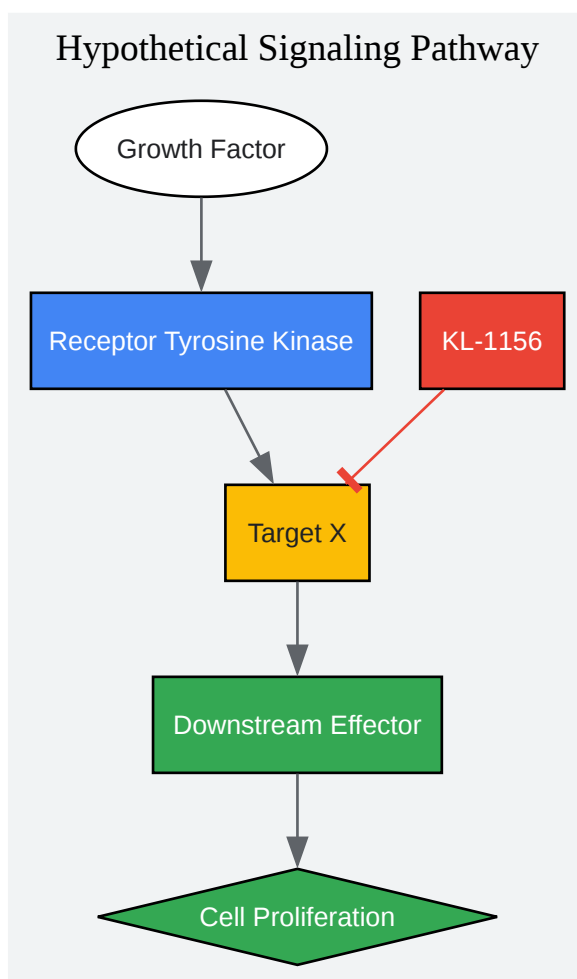 Hypothetical Signaling Pathway
Growth Factor
Receptor Tyrosine Kinase
KL-1156
Target X
Downstream Effector
Cell Proliferation